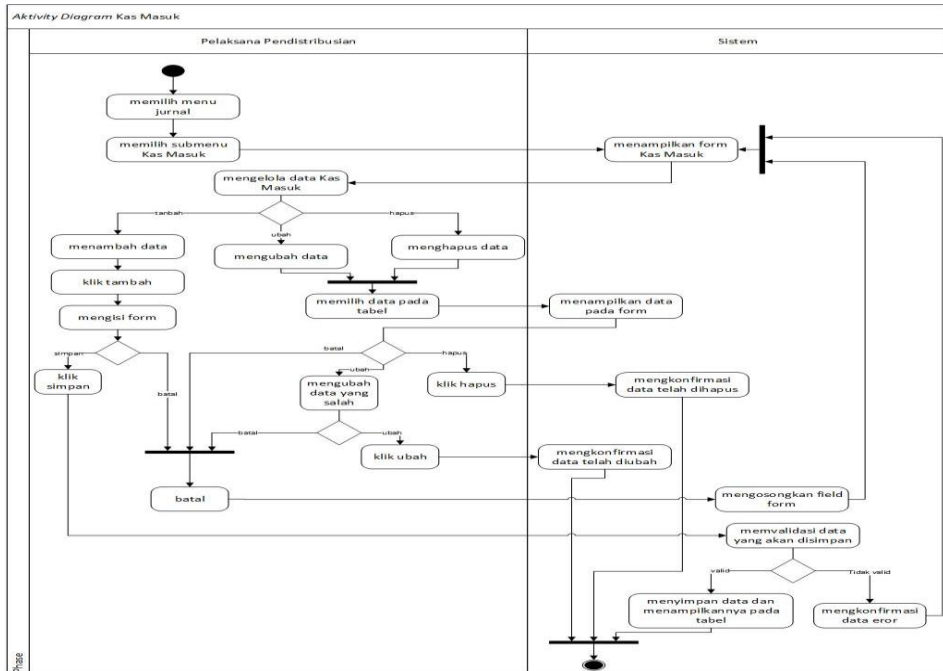 Aktivity Diagram Kas Masuk
Pelaksana Pendistribusian
Sistem
memilih menu
jurnal
memilih submenu
Kas Masuk
menampilkan form
Kas Masuk
mengelola data Kas
Masuk
tanbah
hapus
ubah
menambah data
mengubah data
menghapus data
klik tambah
memilih data pada
tabel
menampilkan data
pada form
mengisi form
simpan
batal
batal
hapus
ubah
klik
simpan
mengubah
data yang
salah
klik hapus
mengkonfirmasi
data telah dihapus
batal
ubah
klik ubah
mengkonfirmasi
data telah diubah
batal
mengosongkan field
form
memvalidasi data
yang akan disimpan
valid
Tidak valid
menyimpan data dan
menampilkannya pada
tabel
mengkonfirmasi
data eror
Phase